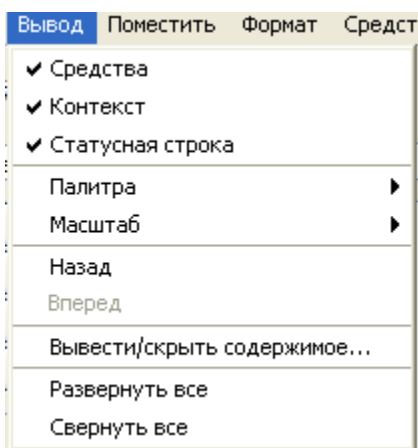 Вывод Поместить Формат Средст
Средства
Контекст
Статусная строка
Палитра
Масштаб
Назад
Вперед
Вывести/скрыть содержимое...
Развернуть все
Свернуть все